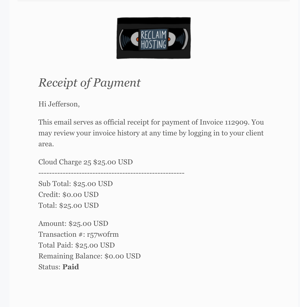 RECLAIM
HOSTING
Receipt of Payment
Hi Jefferson,
This email serves as official receipt for payment of Invoice 112909. You
may review your invoice history at any time by logging in to your client
area.
Cloud Charge 25 $25.00 USD
------------------------------------------------------
Sub Total: $25.00 USD
Credit: $0.00 USD
Total: $25.00 USD
Amount: $25.00 USD
Transaction #: r57w0frm
Total Paid: $25.00 USD
Remaining Balance: $0.00 USD
Status: Paid